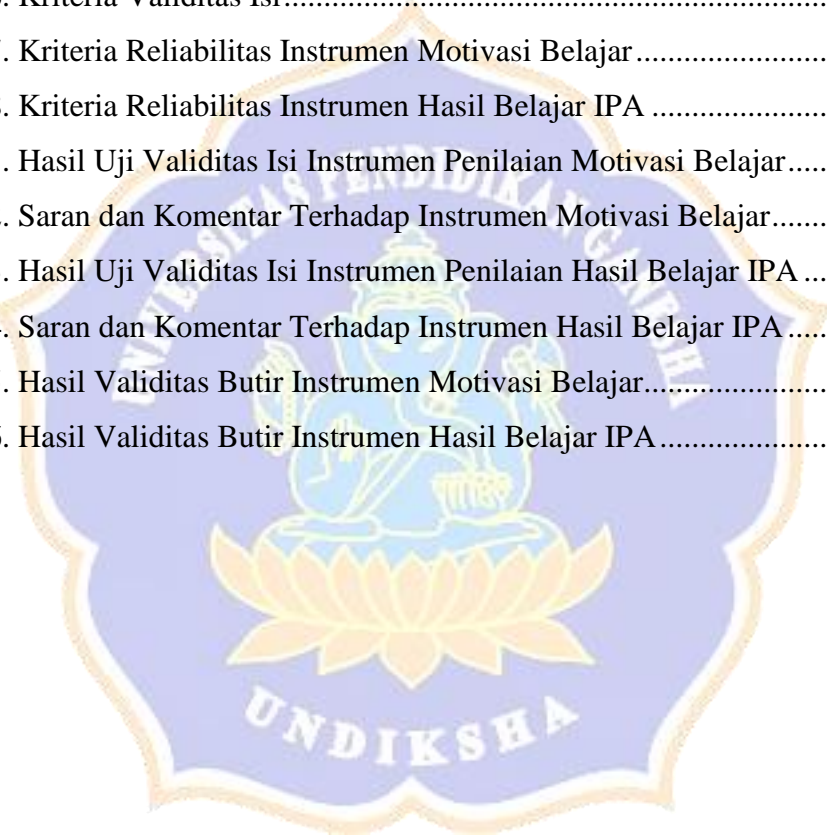 . Kriteria Validitas Isi
. Kriteria Reliabilitas Instrumen Motivasi Belajar
. Kriteria Reliabilitas Instrumen Hasil Belajar IPA
. Hasil Uji Validitas Isi Instrumen Penilaian Motivasi Belajar
. Saran dan Komentar Terhadap Instrumen Motivasi Belajar
. Hasil Uji Validitas Isi Instrumen Penilaian Hasil Belajar IPA
. Saran dan Komentar Terhadap Instrumen Hasil Belajar IPA
. Hasil Validitas Butir Instrumen Motivasi Belajar
. Hasil Validitas Butir Instrumen Hasil Belajar IPA
UNIVERSITAS PENDIDIKAN GANESHA
UNDIKSHA